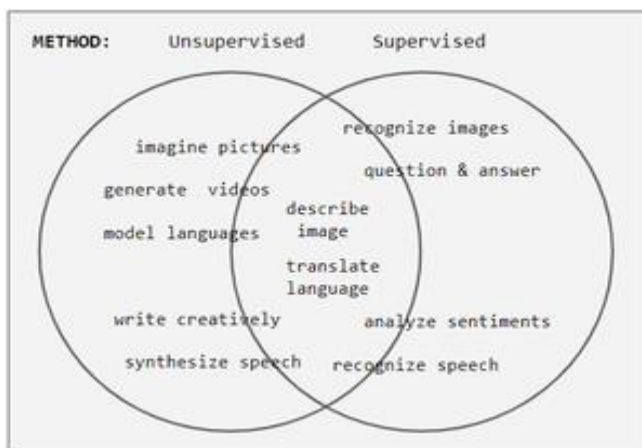 METHOD: Unsupervised Supervised
recognize images
imagine pictures
question & answer
generate videos
describe
image
model languages
translate
language
write creatively
analyze sentiments
synthesize speech
recognize speech